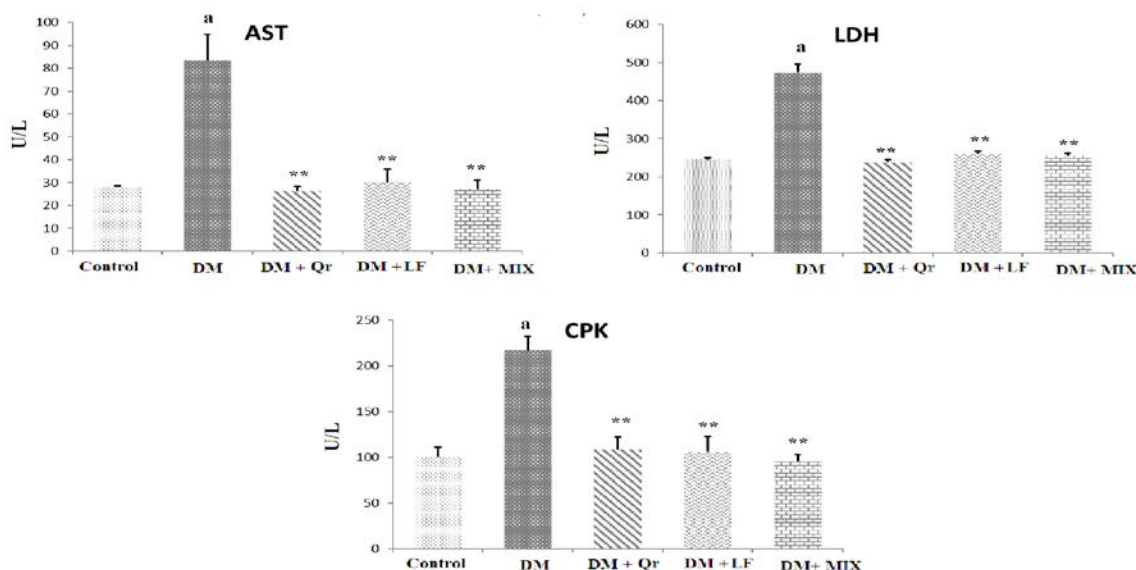 AST
a
100
90
80
70
60
50
40
30
20
10
0
U/L
**
**
**
Control
DM
DM + Qr
DM +LF
DM+ MIX
LDH
a
600
500
400
300
200
100
0
U/L
**
**
**
Control
DM
DM + Qr
DM +LF
DM+ MIX
CPK
a
250
200
150
100
50
0
U/L
**
**
**
Control
DM
DM + Qr
DM +LF
DM+ MIX